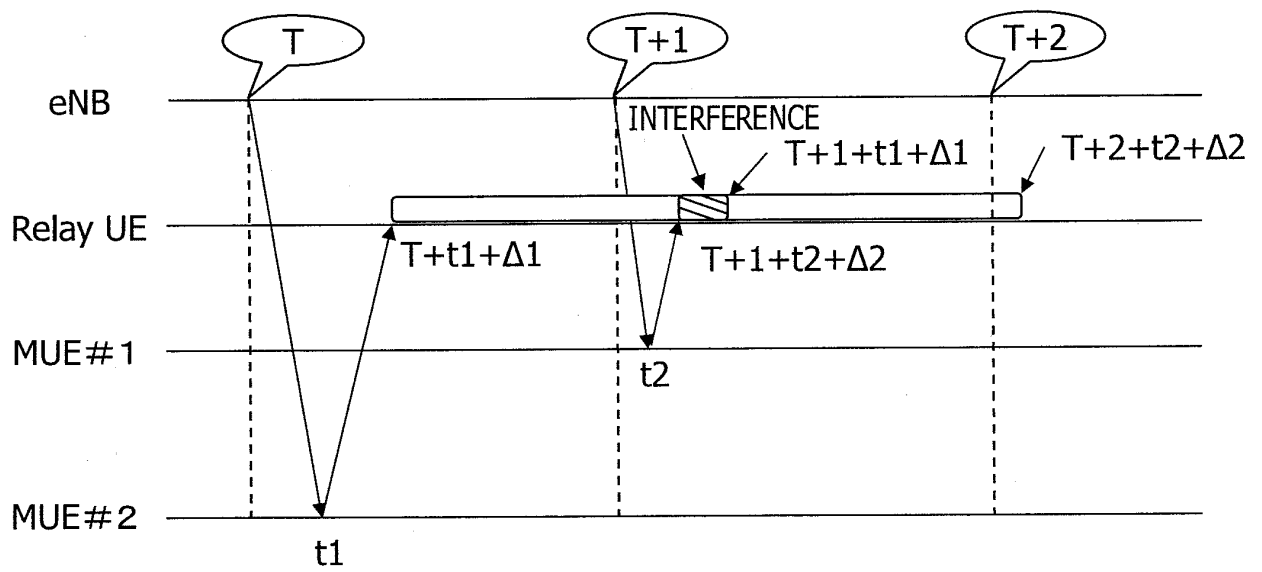 T
T+1
T+2
eNB
INTERFERENCE
T+1+t1+Δ1
T+2+t2+Δ2
Relay UE
T+t1+Δ1
T+1+t2+Δ2
MUE#1
t2
MUE#2
t1